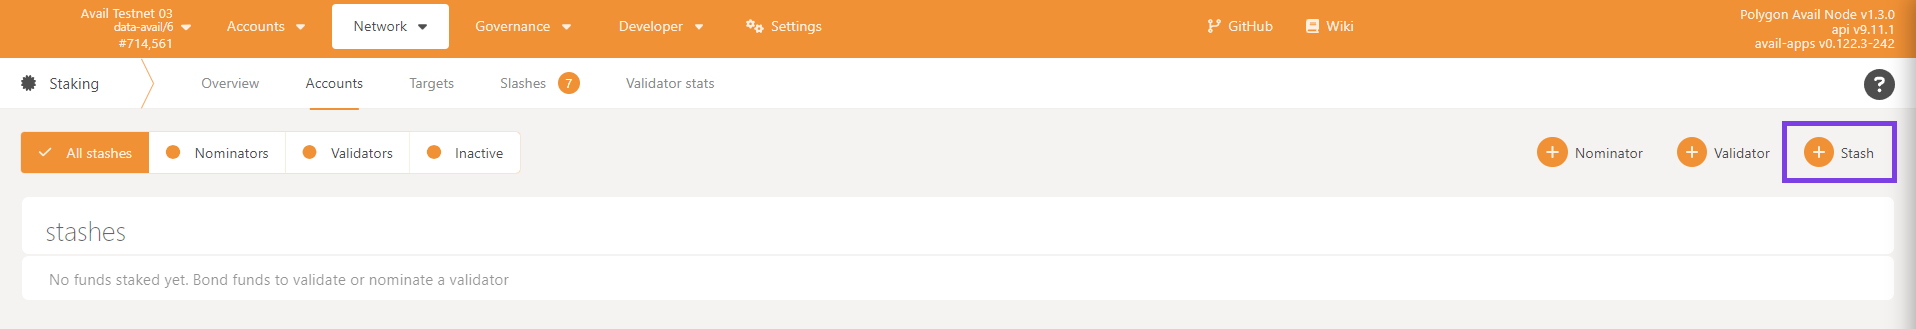 Avail Testnet 03
data-avail/6
#714,561
Accounts
Network
Governance
Developer
Settings
GitHub
Wiki
Polygon Avail Node v1.3.0
api v9.11.1
avail-apps v0.122.3-242
Staking
Overview
Accounts
Targets
Slashes 7
Validator stats
?
All stashes
Nominators
Validators
Inactive
Nominator
Validator
Stash
stashes
No funds staked yet. Bond funds to validate or nominate a validator